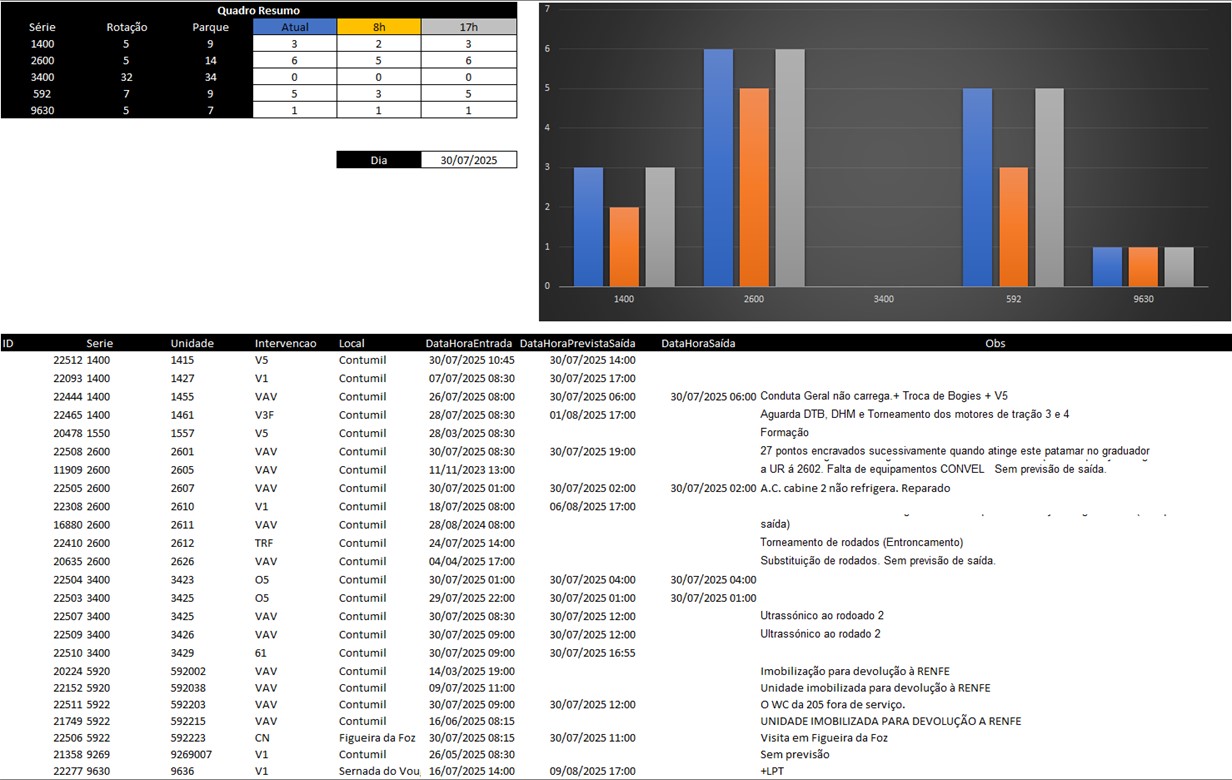 Quadro Resumo
Série Rotação Parque Atual 8h 17h
1400 5 9 3 2 3
2600 5 14 6 5 6
3400 32 34 0 0 0
592 7 9 5 3 5
9630 5 7 1 1 1
Dia 30/07/2025
7
6
5
4
3
2
1
0
1400 2600 3400 592 9630
ID Serie Unidade Intervencao Local DataHoraEntrada DataHoraPrevistaSaída DataHoraSaída Obs
22512 1400 1415 V5 Contumil 30/07/2025 10:45 30/07/2025 14:00
22093 1400 1427 V1 Contumil 07/07/2025 08:30 30/07/2025 17:00
22444 1400 1455 VAV Contumil 26/07/2025 08:00 30/07/2025 06:00 30/07/2025 06:00 Conduta Geral não carrega.+ Troca de Bogies + V5
22465 1400 1461 V3F Contumil 28/07/2025 08:30 01/08/2025 17:00 Aguarda DTB, DHM e Torneamento dos motores de tração 3 e 4
20478 1550 1557 V5 Contumil 28/03/2025 08:30 Formação
22508 2600 2601 VAV Contumil 30/07/2025 08:30 30/07/2025 19:00 27 pontos encravados sucessivamente quando atinge este patamar no graduador
11909 2600 2605 VAV Contumil 11/11/2023 13:00 a UR á 2602. Falta de equipamentos CONVEL Sem previsão de saída.
22505 2600 2607 VAV Contumil 30/07/2025 01:00 30/07/2025 02:00 30/07/2025 02:00 A.C. cabine 2 não refrigera. Reparado
22308 2600 2610 V1 Contumil 18/07/2025 08:00 06/08/2025 17:00
16880 2600 2611 VAV Contumil 28/08/2024 08:00 saída)
22410 2600 2612 TRF Contumil 24/07/2025 14:00 Torneamento de rodados (Entroncamento)
20635 2600 2626 VAV Contumil 04/04/2025 17:00 Substituição de rodados. Sem previsão de saída.
22504 3400 3423 O5 Contumil 30/07/2025 01:00 30/07/2025 04:00 30/07/2025 04:00
22503 3400 3425 O5 Contumil 29/07/2025 22:00 30/07/2025 01:00 30/07/2025 01:00
22507 3400 3425 VAV Contumil 30/07/2025 08:30 30/07/2025 12:00 Utrassónico ao rodoado 2
22509 3400 3426 VAV Contumil 30/07/2025 09:00 30/07/2025 12:00 Ultrassónico ao rodado 2
22510 3400 3429 61 Contumil 30/07/2025 09:00 30/07/2025 16:55
20224 5920 592002 VAV Contumil 14/03/2025 19:00 Imobilização para devolução à RENFE
22152 5920 592038 VAV Contumil 09/07/2025 11:00 Unidade imobilizada para devolução à RENFE
22511 5922 592203 VAV Contumil 30/07/2025 09:00 30/07/2025 12:00 O WC da 205 fora de serviço.
21749 5922 592215 VAV Contumil 16/06/2025 08:15 UNIDADE IMOBILIZADA PARA DEVOLUÇÃO A RENFE
22506 5922 592223 CN Figueira da Foz 30/07/2025 08:15 30/07/2025 11:00 Visita em Figueira da Foz
21358 9269 9269007 V1 Contumil 26/05/2025 08:30 Sem previsão
22277 9630 9636 V1 Sernada do Vou 16/07/2025 14:00 09/08/2025 17:00 +LPT